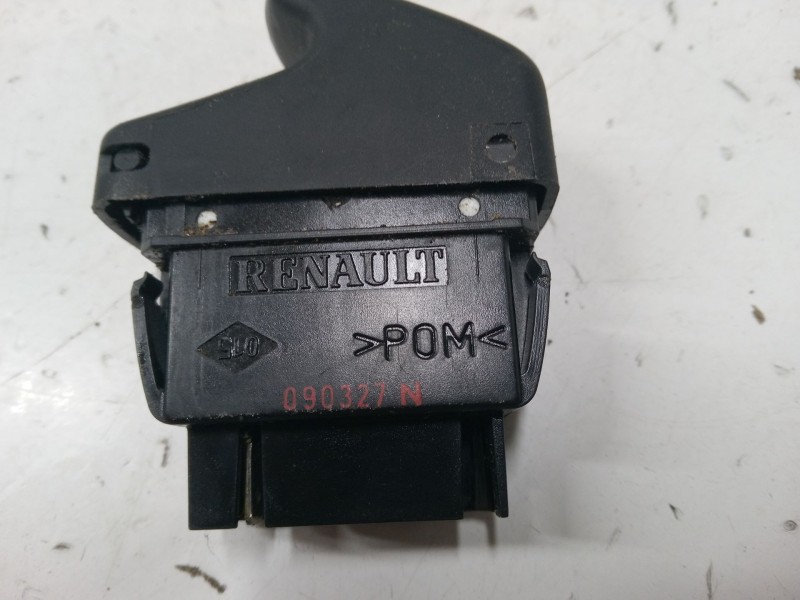 RENAULT
>POM<
090327 N